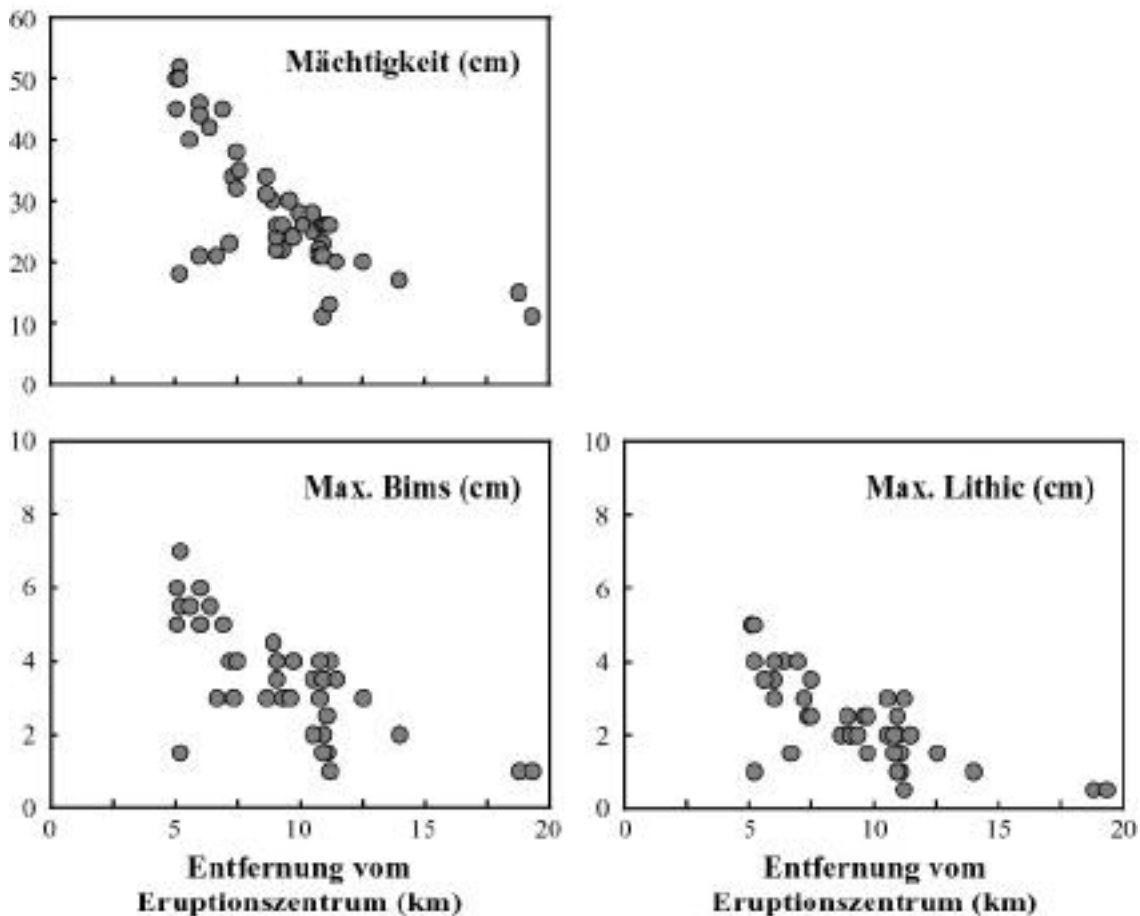 60
Mächtigkeit (cm)
50
40
30
20
10
0
10
Max. Bims (cm)
8
6
4
2
0
0 5 10 15 20
Entfernung vom
Eruptionszentrum (km)
10
Max. Lithic (cm)
8
6
4
2
0
0 5 10 15 20
Entfernung vom
Eruptionszentrum (km)